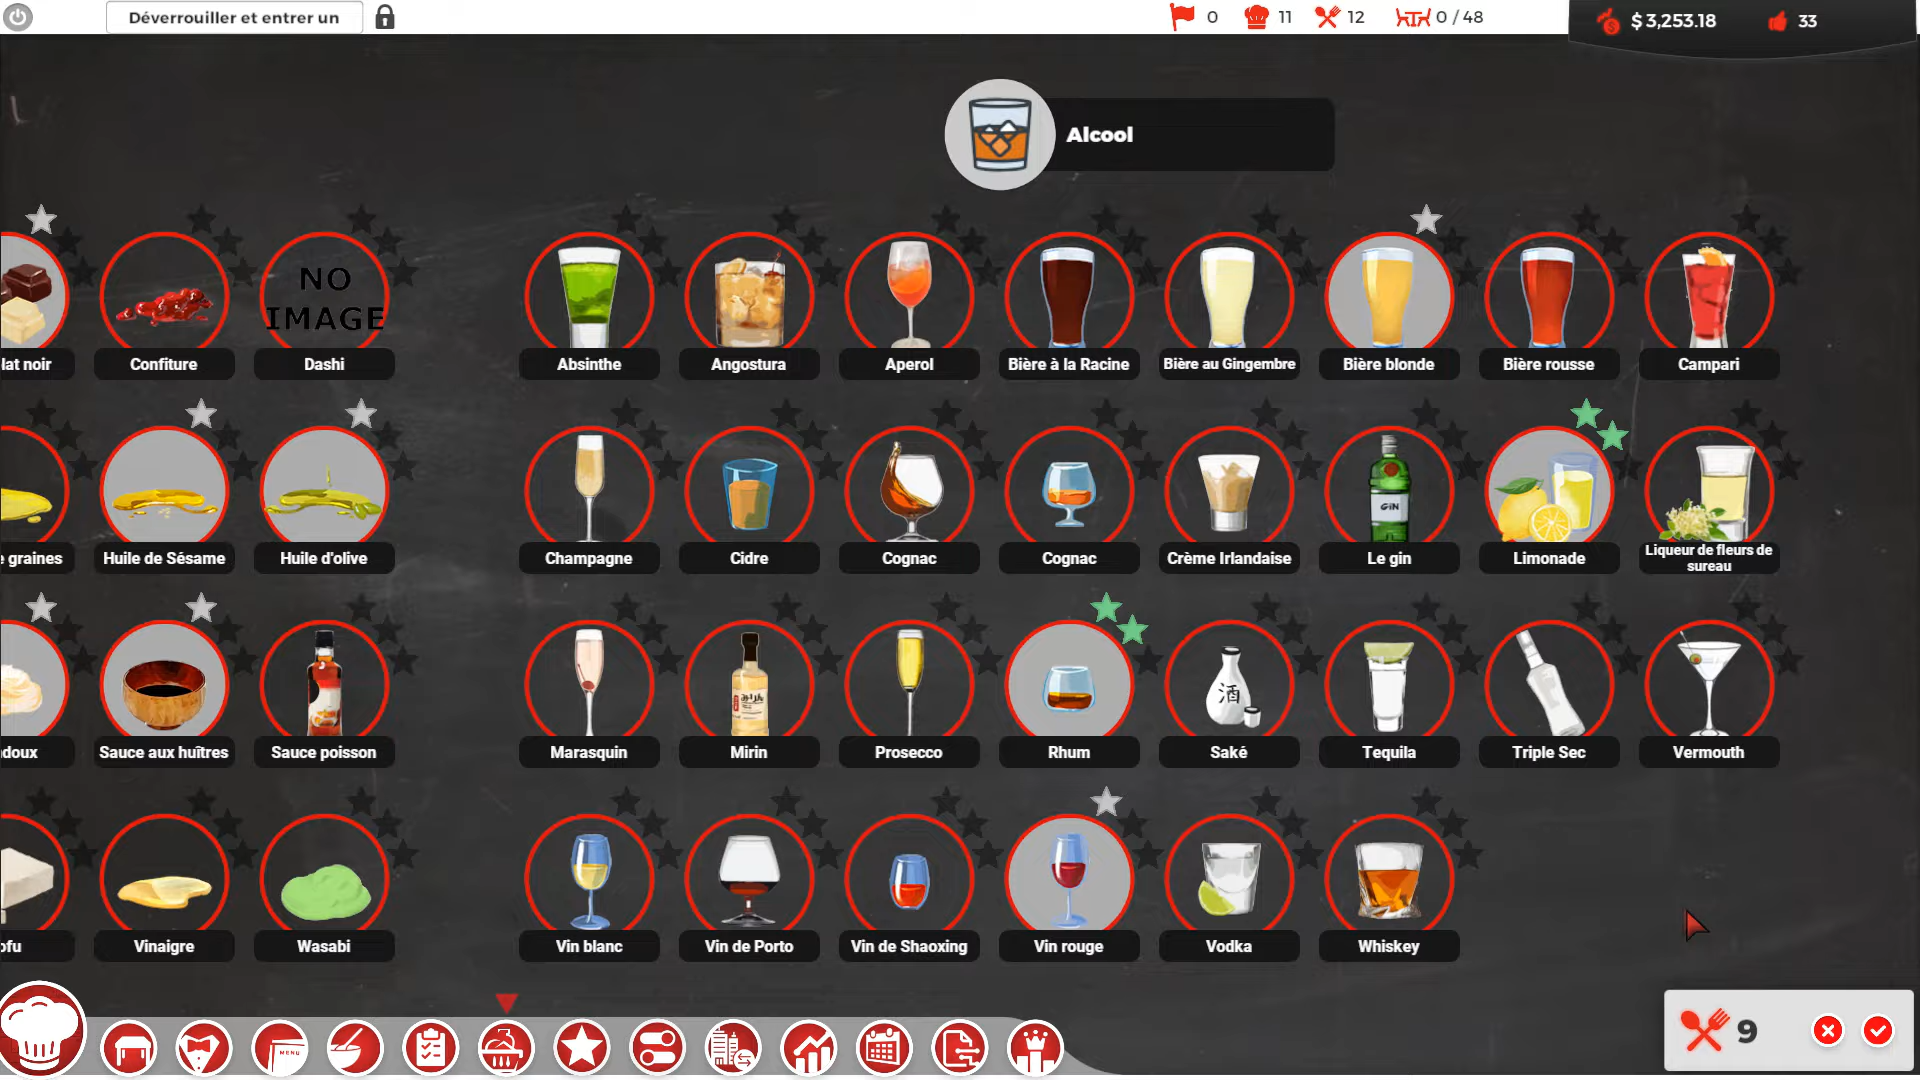 Déverrouiller et entrer un
0
11
12
0 / 48
$ 3,253.18
33
Alcool
lat noir
Confiture
NO
IMAGE
Dashi
Absinthe
Angostura
Aperol
Bière à la Racine
Bière au Gingembre
Bière blonde
Bière rousse
Campari
e graines
Huile de Sésame
Huile d'olive
Champagne
Cidre
Cognac
Cognac
Crème Irlandaise
GIN
Le gin
Limonade
Liqueur de fleurs de
sureau
doux
Sauce aux huîtres
Sauce poisson
Marasquin
Mirin
Prosecco
Rhum
酒
Saké
Tequila
Triple Sec
Vermouth
ofu
Vinaigre
Wasabi
Vin blanc
Vin de Porto
Vin de Shaoxing
Vin rouge
Vodka
Whiskey
MENU
9